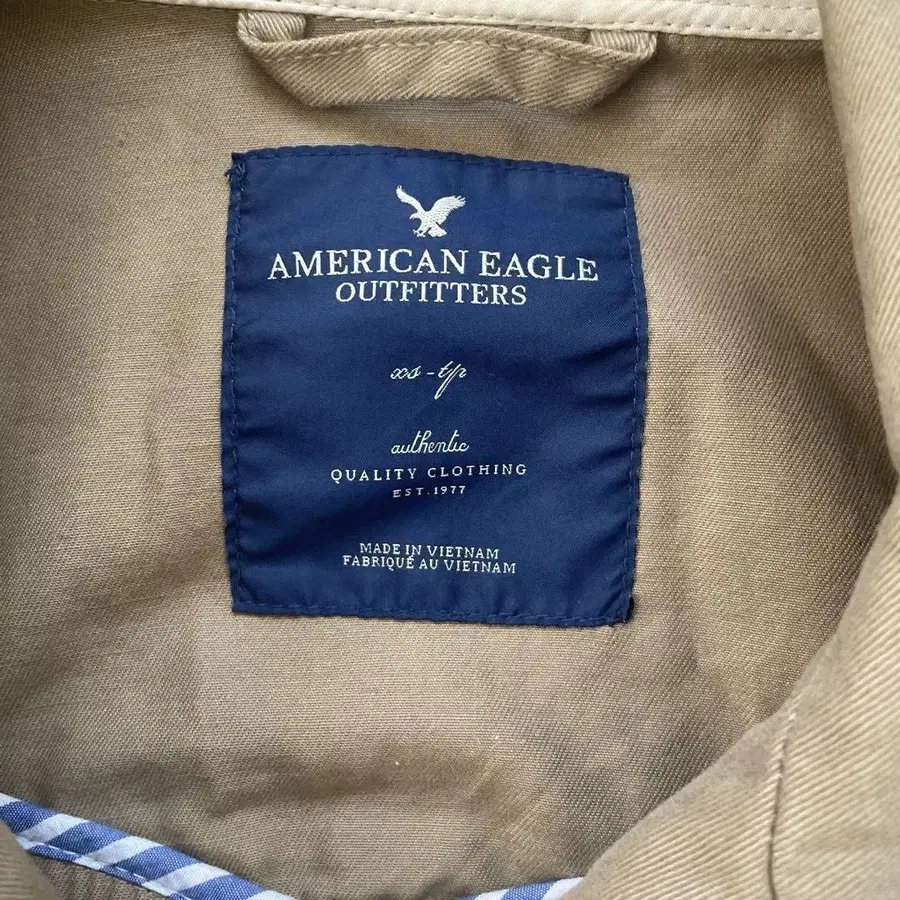 AMERICAN EAGLE
OUTFITTERS
xs - tp
authentic
QUALITY CLOTHING
EST. 1977
MADE IN VIETNAM
FABRIQUÉ AU VIETNAM